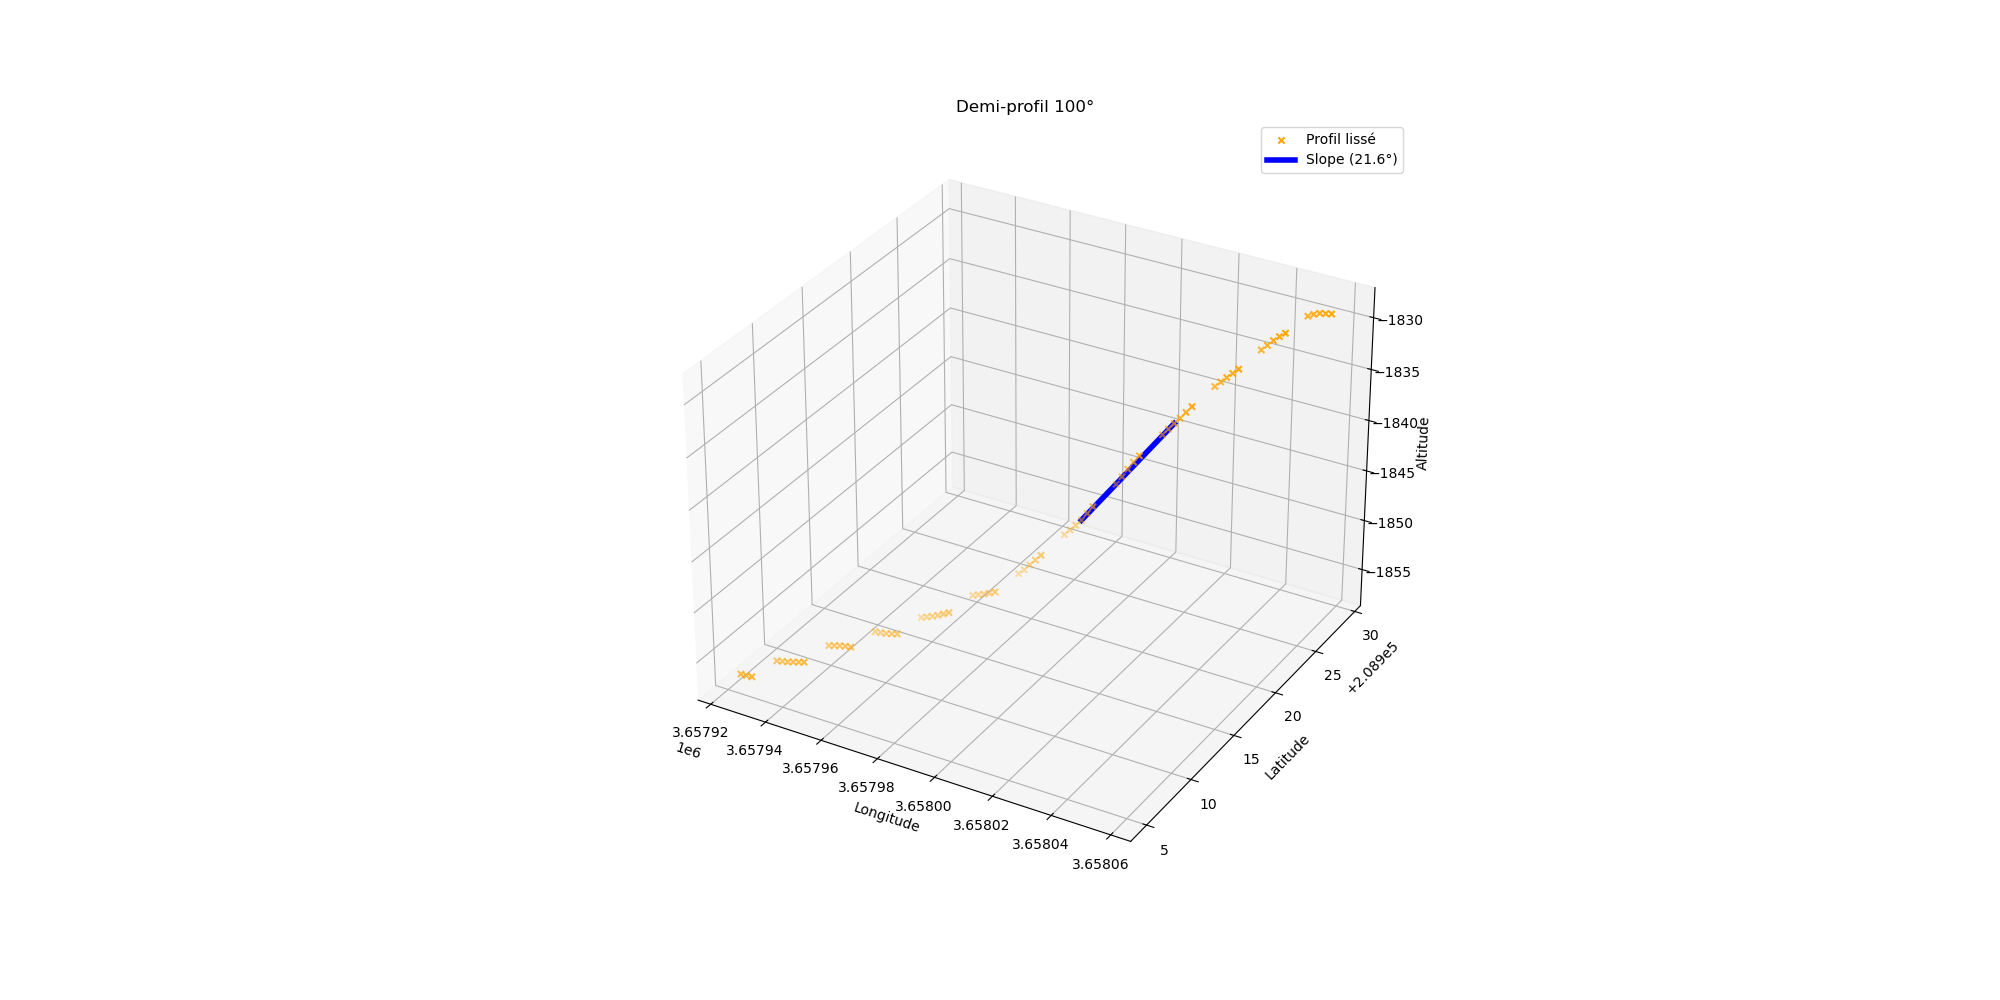 Demi-profil 100°
Profil lissé
Slope (21.6°)
−1830
−1835
−1840
−1845
−1850
−1855
Altitude
30
25
20
15
10
5
+2.089e5
Latitude
3.65792
3.65794
3.65796
3.65798
3.65800
3.65802
3.65804
3.65806
1e6
Longitude